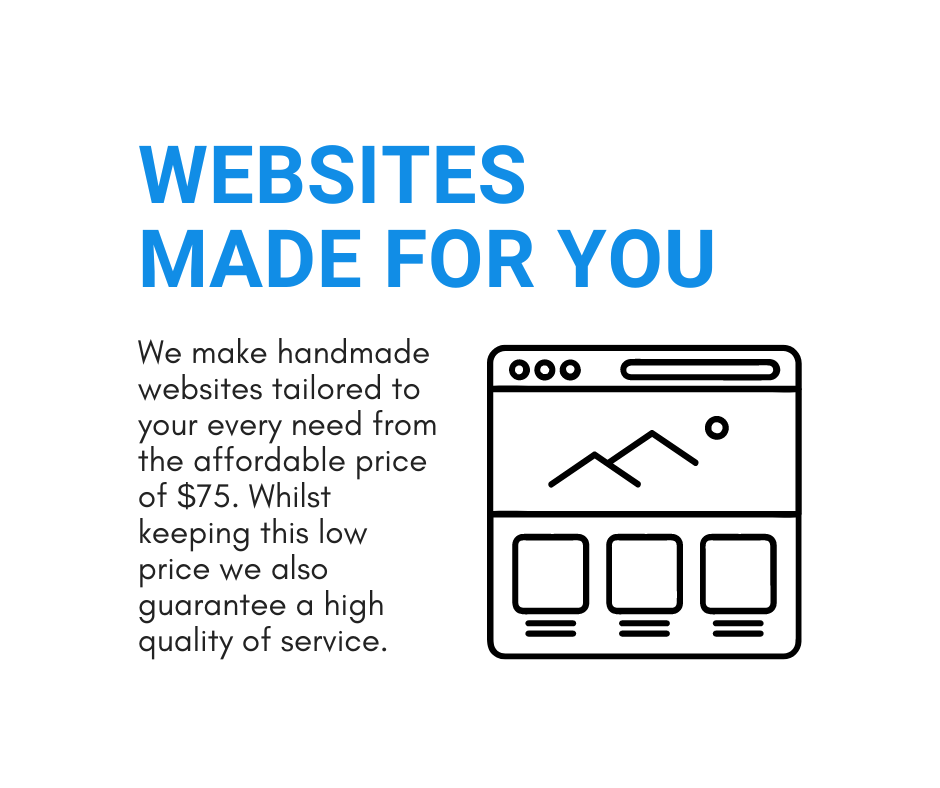 WEBSITES
MADE FOR YOU
We make handmade
websites tailored to
your every need from
the affordable price
of $75. Whilst
keeping this low
price we also
guarantee a high
quality of service.